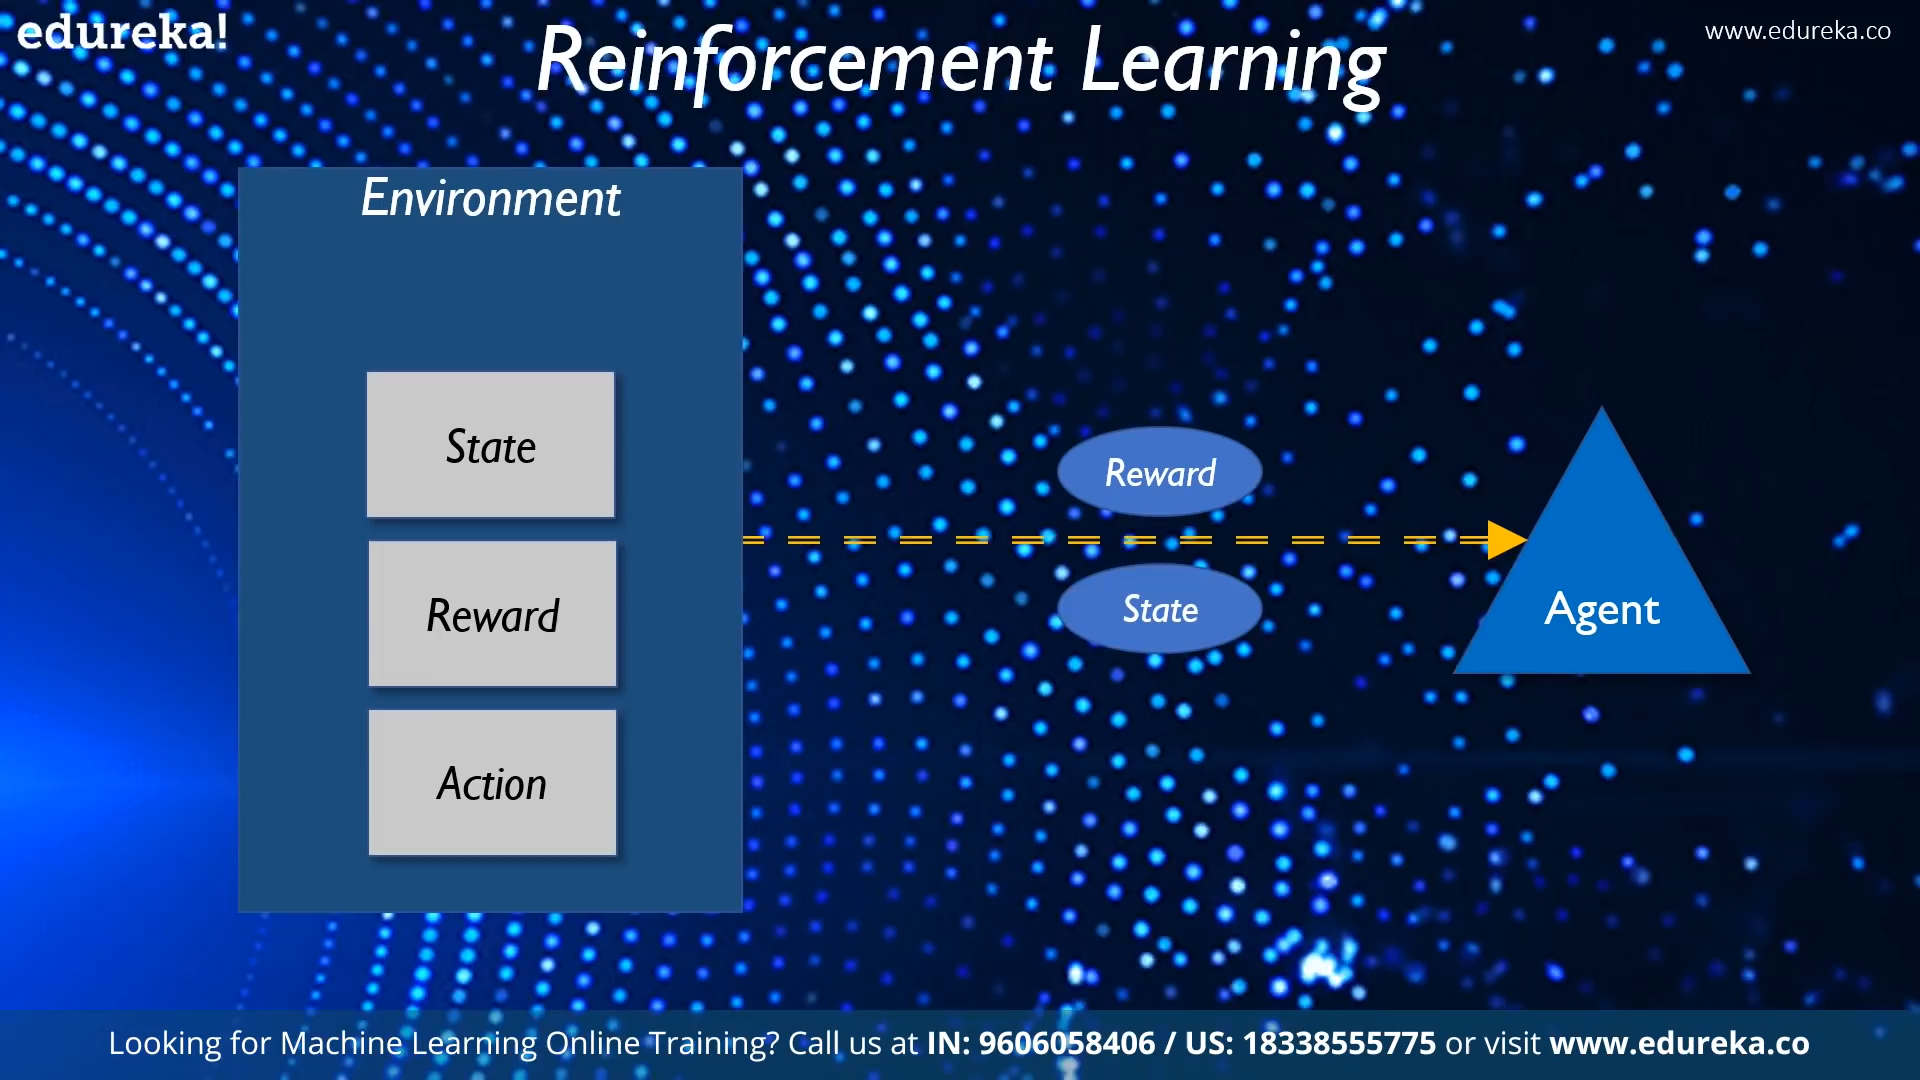 edureka!
Reinforcement Learning
www.edureka.co
Environment
State
Reward
Action
Reward
State
Agent
Looking for Machine Learning Online Training? Call us at IN: 9606058406 / US: 18338555775 or visit www.edureka.co